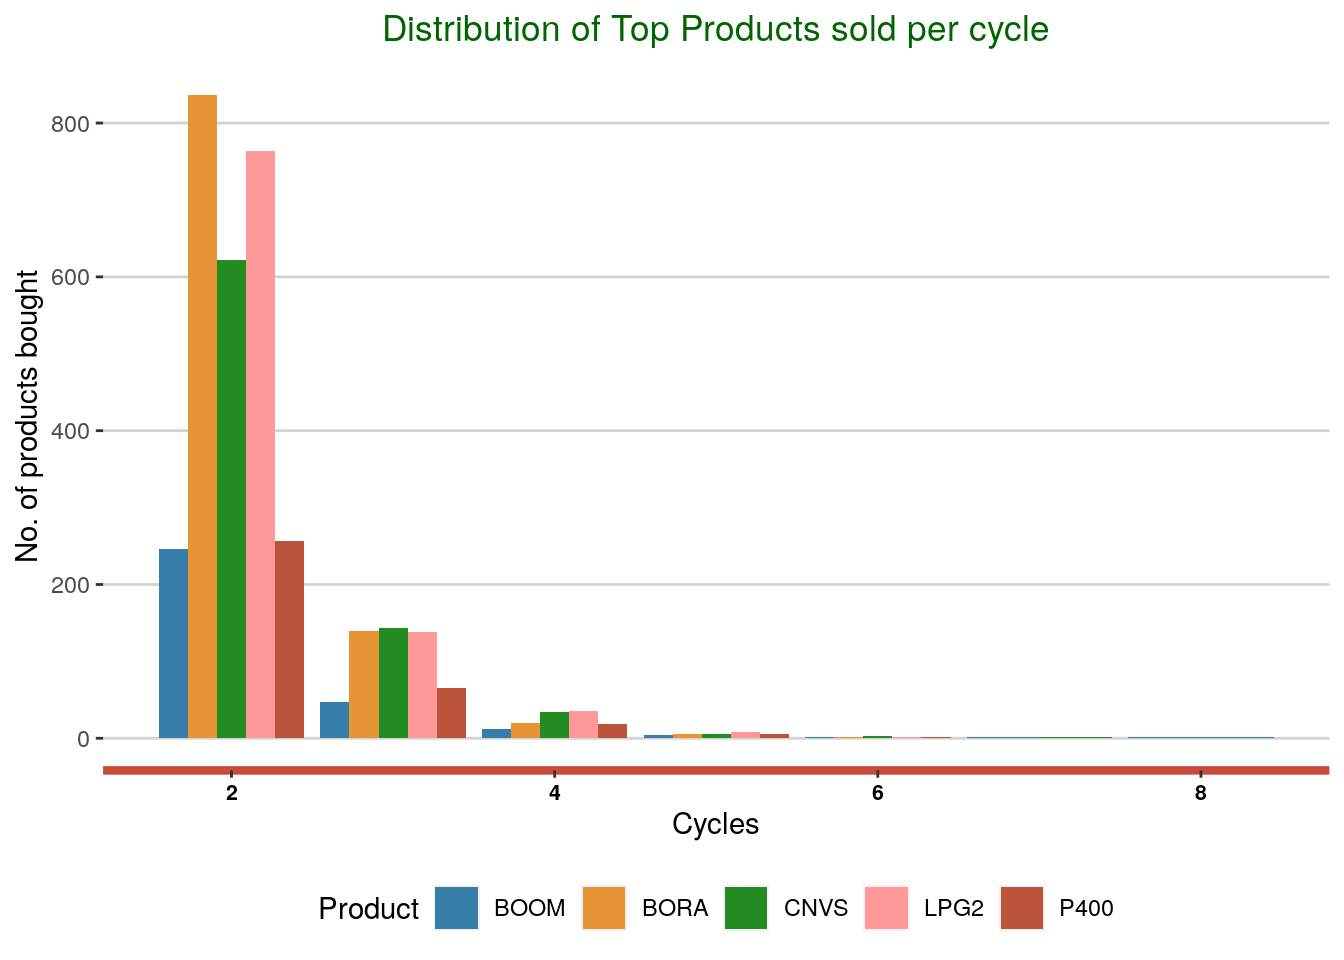 Distribution of Top Products sold per cycle
No. of products bought
800
600
400
200
0
2 4 6 8
Cycles
Product BOOM BORA CNVS LPG2 P400